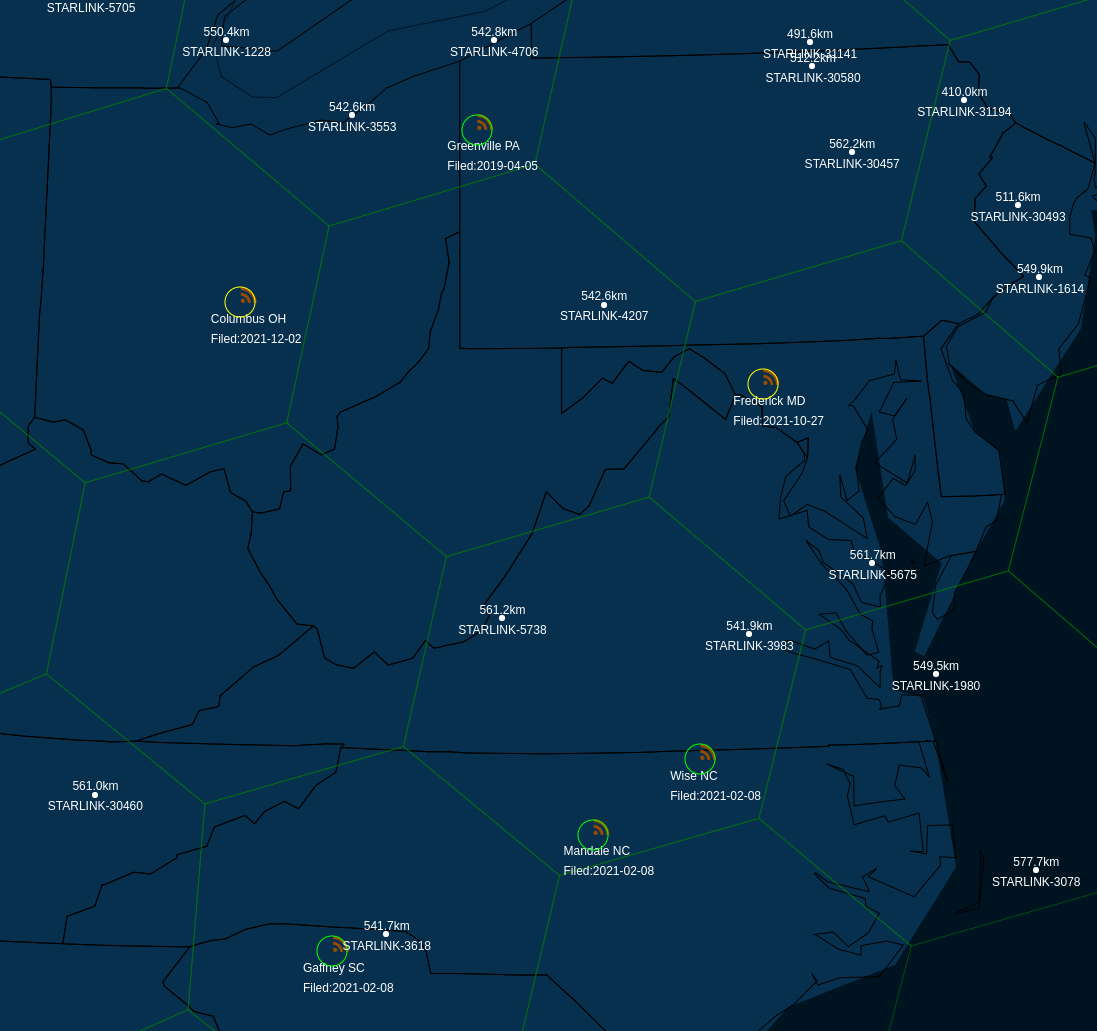 STARLINK-5705
550.4km
STARLINK-1228
542.8km
STARLINK-4706
491.6km
STARLINK-31141
512.2km
STARLINK-30580
410.0km
STARLINK-31194
542.6km
STARLINK-3553
Greenville PA
Filed:2019-04-05
562.2km
STARLINK-30457
511.6km
STARLINK-30493
549.9km
STARLINK-1614
Columbus OH
Filed:2021-12-02
542.6km
STARLINK-4207
Frederick MD
Filed:2021-10-27
561.7km
STARLINK-5675
561.2km
STARLINK-5738
541.9km
STARLINK-3983
549.5km
STARLINK-1980
Wise NC
Filed:2021-02-08
561.0km
STARLINK-30460
Mandale NC
Filed:2021-02-08
577.7km
STARLINK-3078
541.7km
STARLINK-3618
Gaffney SC
Filed:2021-02-08